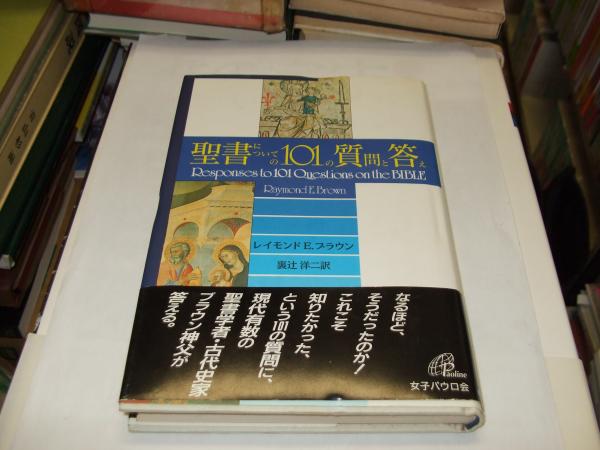 聖書についての101の質問と答え
Responses to 101 Questions on the BIBLE
Raymond E. Brown
レイモンド E. ブラウン
裏辻 洋二訳
なるほど、
そうだったのか！
これこそ
知りたかった、
という101の質問に、
現代有数の
聖書学者・古代史家
ブラウン神父が
答える。
Paoline
女子パウロ会